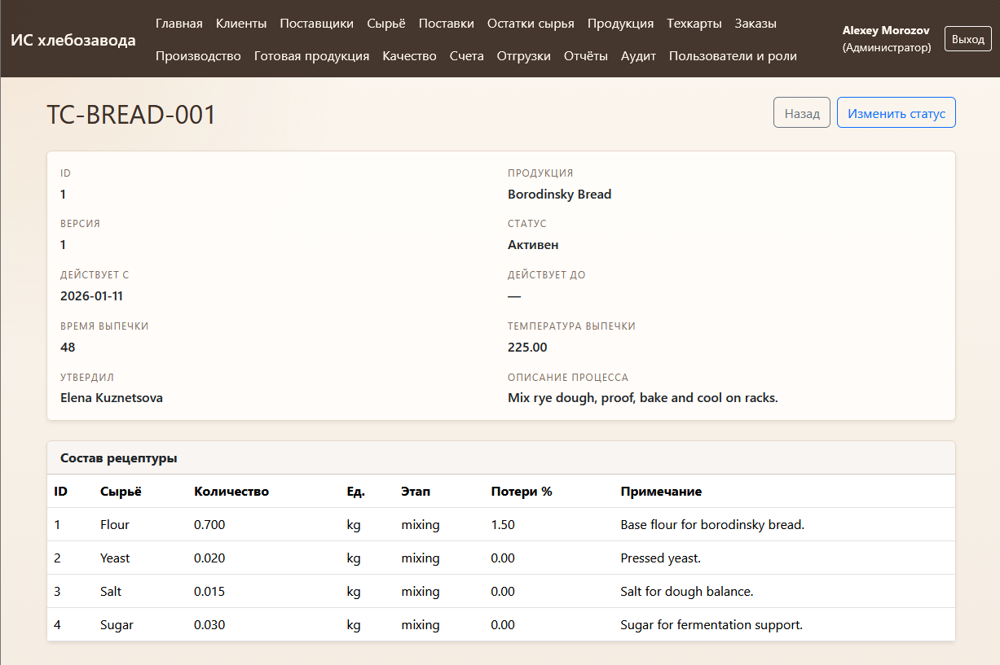 ИС хлебозавода
Главная Клиенты Поставщики Сырьё Поставки Остатки сырья Продукция Техкарты Заказы
Производство Готовая продукция Качество Счета Отгрузки Отчёты Аудит Пользователи и роли
Alexey Morozov
(Администратор)
Выход
TC-BREAD-001
Назад
Изменить статус
ID
1
ПРОДУКЦИЯ
Borodinsky Bread
ВЕРСИЯ
1
СТАТУС
Активен
ДЕЙСТВУЕТ С
2026-01-11
ДЕЙСТВУЕТ ДО
—
ВРЕМЯ ВЫПЕЧКИ
48
ТЕМПЕРАТУРА ВЫПЕЧКИ
225.00
УТВЕРДИЛ
Elena Kuznetsova
ОПИСАНИЕ ПРОЦЕССА
Mix rye dough, proof, bake and cool on racks.
Состав рецептуры
ID Сырьё Количество Ед. Этап Потери % Примечание
1 Flour 0.700 kg mixing 1.50 Base flour for borodinsky bread.
2 Yeast 0.020 kg mixing 0.00 Pressed yeast.
3 Salt 0.015 kg mixing 0.00 Salt for dough balance.
4 Sugar 0.030 kg mixing 0.00 Sugar for fermentation support.